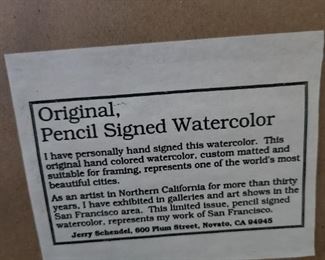 Original,
Pencil Signed Watercolor
I have personally hand signed this watercolor. This
original hand colored watercolor, custom matted and
suitable for framing, represents one of the world's most
beautiful cities.
As an artist in Northern California for more than thirty
years, I have exhibited in galleries and art shows in the
San Francisco area. This limited issue, pencil signed
watercolor, represents my work of San Francisco.
Jerry Schendel, 600 Plum Street, Novato, CA 94945